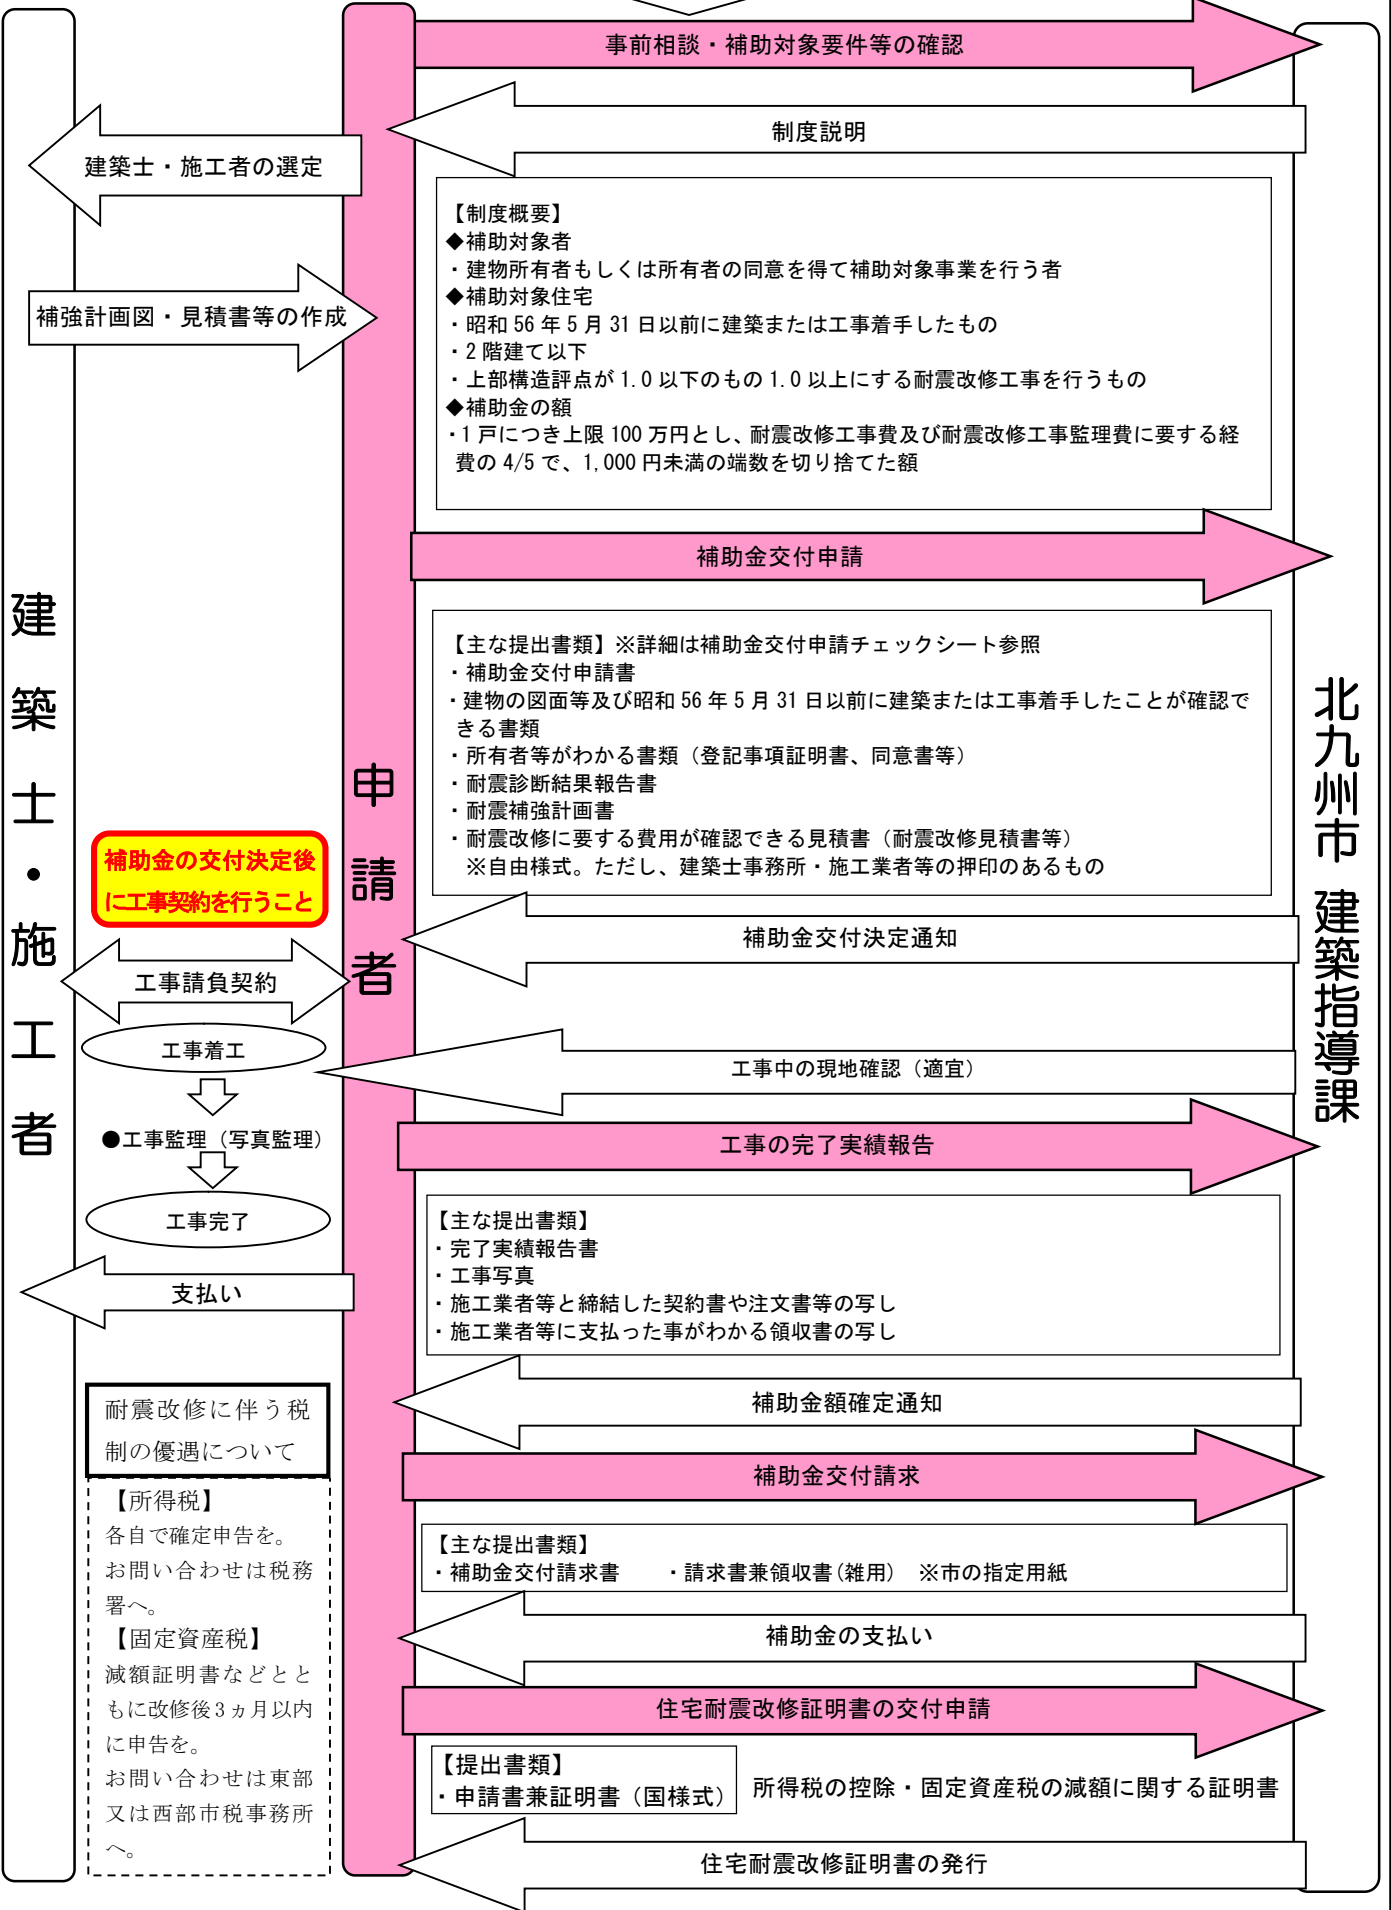 事前相談・補助対象要件等の確認
制度説明
建築士・施工者の選定
【制度概要】
◆補助対象者
・建物所有者もしくは所有者の同意を得て補助対象事業を行う者
◆補助対象住宅
・昭和 56 年 5 月 31 日以前に建築または工事着手したもの
・2 階建て以下
・上部構造評点が 1.0 以下のもの 1.0 以上にする耐震改修工事を行うもの
◆補助金の額
・1 戸につき上限 100 万円とし、耐震改修工事費及び耐震改修工事監理費に要する経
費の 4/5 で、1,000 円未満の端数を切り捨てた額
補強計画図・見積書等の作成
補助金交付申請
【主な提出書類】※詳細は補助金交付申請チェックシート参照
・補助金交付申請書
・建物の図面等及び昭和 56 年 5 月 31 日以前に建築または工事着手したことが確認で
きる書類
・所有者等がわかる書類（登記事項証明書、同意書等）
・耐震診断結果報告書
・耐震補強計画書
・耐震改修に要する費用が確認できる見積書（耐震改修見積書等）
※自由様式。ただし、建築士事務所・施工業者等の押印のあるもの
建築士・施工者
申請者
北九州市 建築指導課
補助金の交付決定後
に工事契約を行うこと
補助金交付決定通知
工事請負契約
工事着工
工事中の現地確認（適宜）
●工事監理（写真監理）
工事の完了実績報告
工事完了
【主な提出書類】
・完了実績報告書
・工事写真
・施工業者等と締結した契約書や注文書等の写し
・施工業者等に支払った事がわかる領収書の写し
支払い
補助金額確定通知
耐震改修に伴う税
制の優遇について
補助金交付請求
【所得税】
各自で確定申告を。
お問い合わせは税務
署へ。
【固定資産税】
減額証明書などとと
もに改修後３ヵ月以内
に申告を。
お問い合わせは東部
又は西部市税事務所
へ。
【主な提出書類】
・補助金交付請求書　　・請求書兼領収書(雑用)　※市の指定用紙
補助金の支払い
住宅耐震改修証明書の交付申請
【提出書類】
・申請書兼証明書（国様式）
所得税の控除・固定資産税の減額に関する証明書
住宅耐震改修証明書の発行